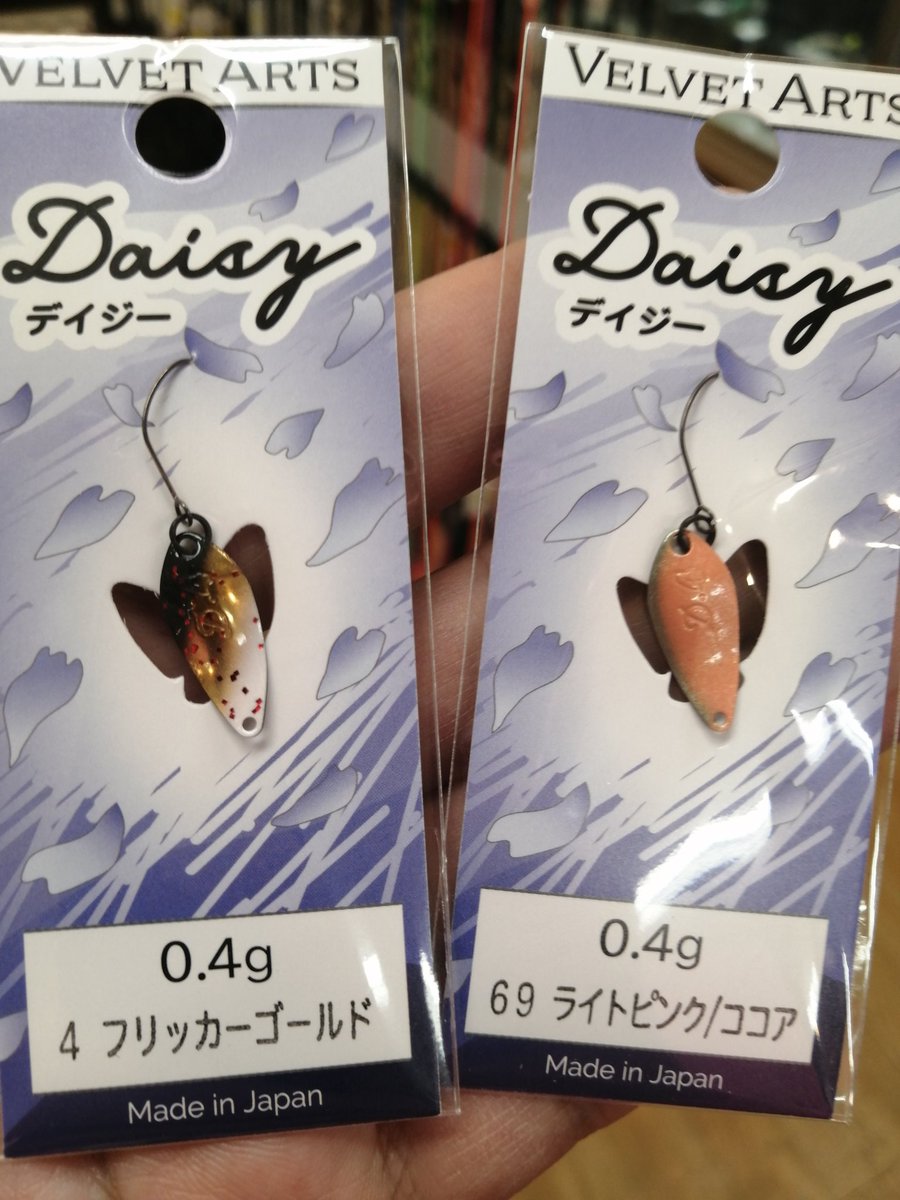 VELVET ARTS
Daisy
デイジー
0.4g
4 フリッカーゴールド
Made in Japan
VELVET ARTS
Daisy
デイジー
0.4g
69 ライトピンク/ココア
Made in Japan